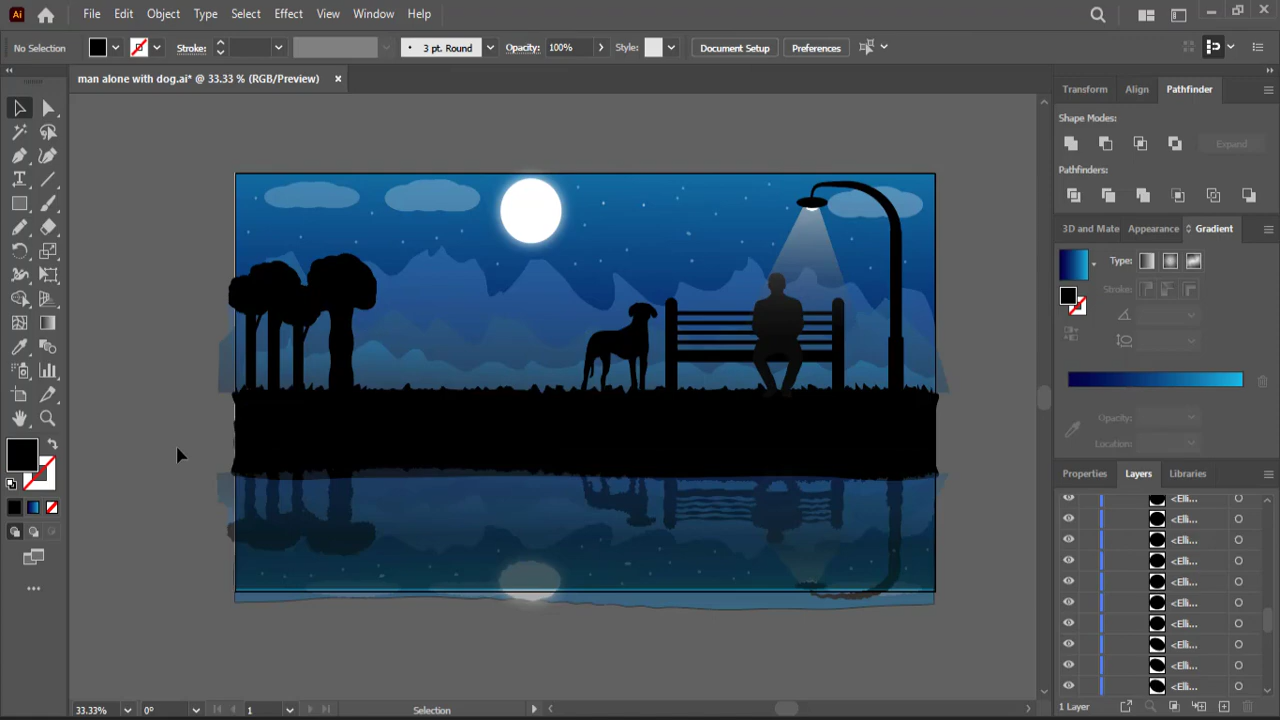 Ai File Edit Object Type Select Effect View Window Help
No Selection Stroke: 3 pt. Round Opacity: 100% Style: Document Setup Preferences
man alone with dog.ai* @ 33.33 % (RGB/Preview) ×
Transform Align Pathfinder
Shape Modes:
Expand
Pathfinders:
3D and Mate Appearance Gradient
Type:
Stroke:
Opacity:
Location:
Properties Layers Libraries
<Elli...
<Elli...
<Elli...
<Elli...
<Elli...
<Elli...
<Elli...
<Elli...
<Elli...
<Elli...
33.33% 0° 1 Selection 1 Layer